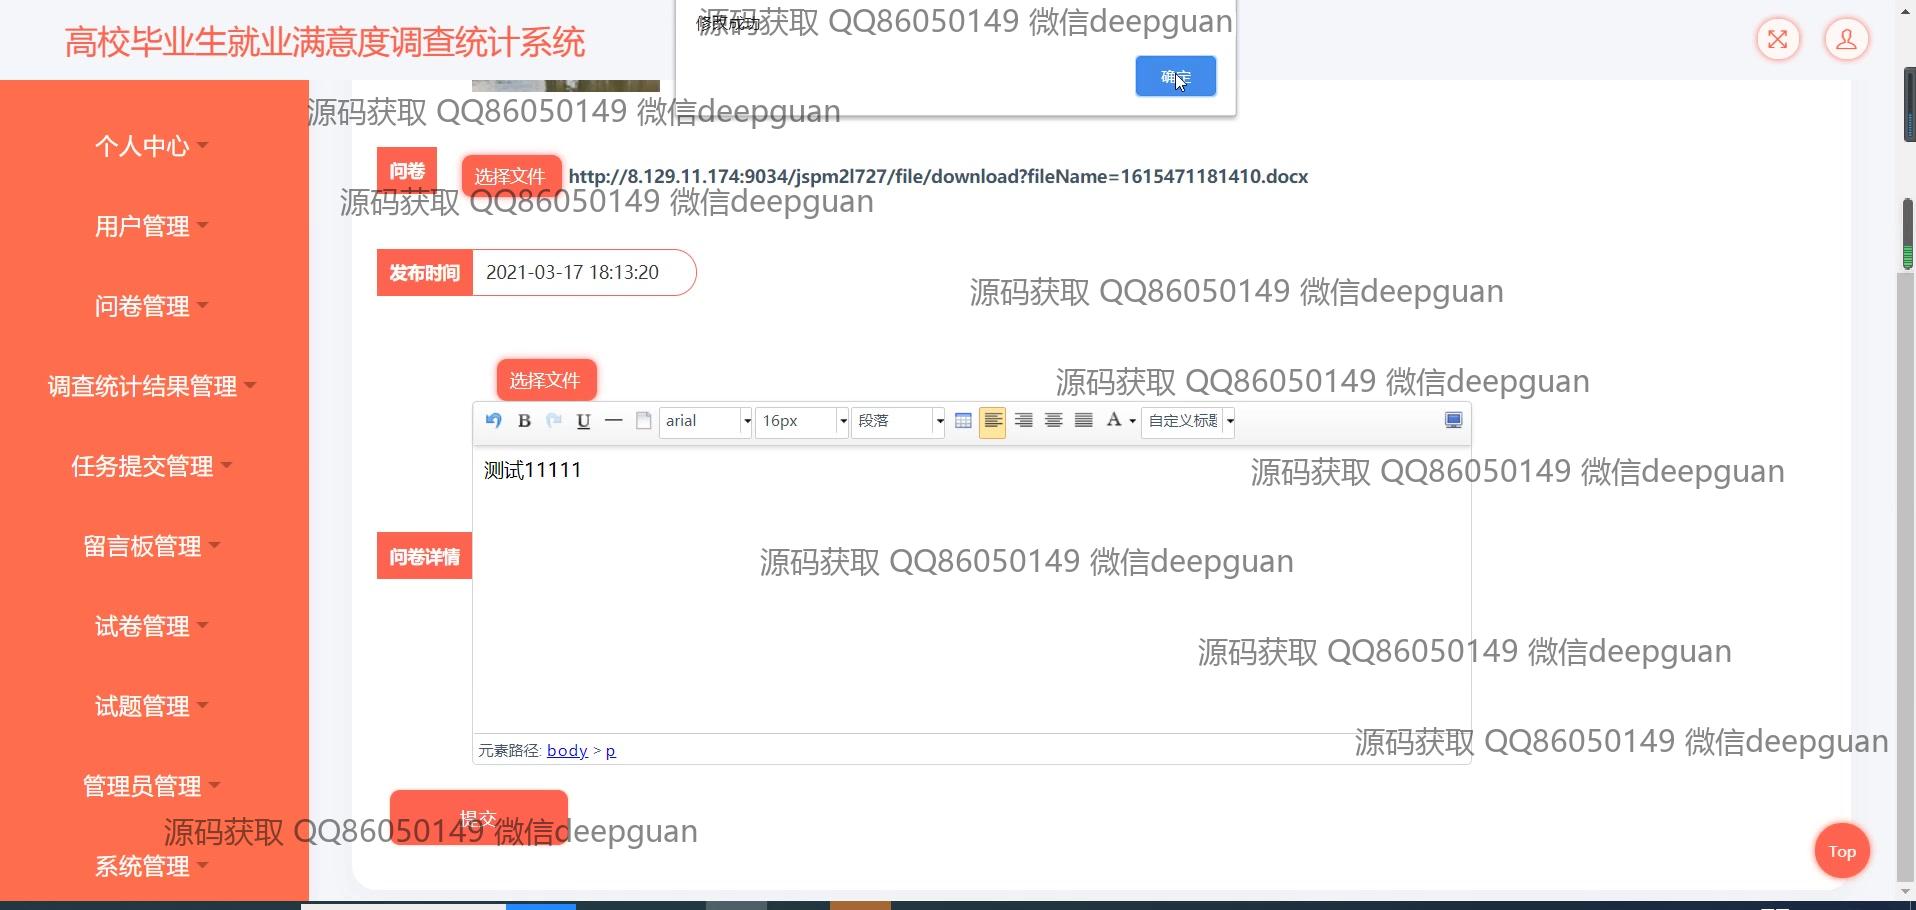 高校毕业生就业满意度调查统计系统
修改成功
源码获取 QQ86050149 微信deepguan
确定
源码获取 QQ86050149 微信deepguan
个人中心
问卷
选择文件 http://8.129.11.174:9034/jspm2l727/file/download?fileName=1615471181410.docx
源码获取 QQ86050149 微信deepguan
用户管理
发布时间 2021-03-17 18:13:20
源码获取 QQ86050149 微信deepguan
问卷管理
选择文件
源码获取 QQ86050149 微信deepguan
调查统计结果管理
B U arial 16px 段落 A 自定义标题
测试11111
源码获取 QQ86050149 微信deepguan
任务提交管理
留言板管理
问卷详情
源码获取 QQ86050149 微信deepguan
试卷管理
源码获取 QQ86050149 微信deepguan
试题管理
源码获取 QQ86050149 微信deepguan
元素路径: body > p
管理员管理
提交
源码获取 QQ86050149 微信deepguan
系统管理
Top